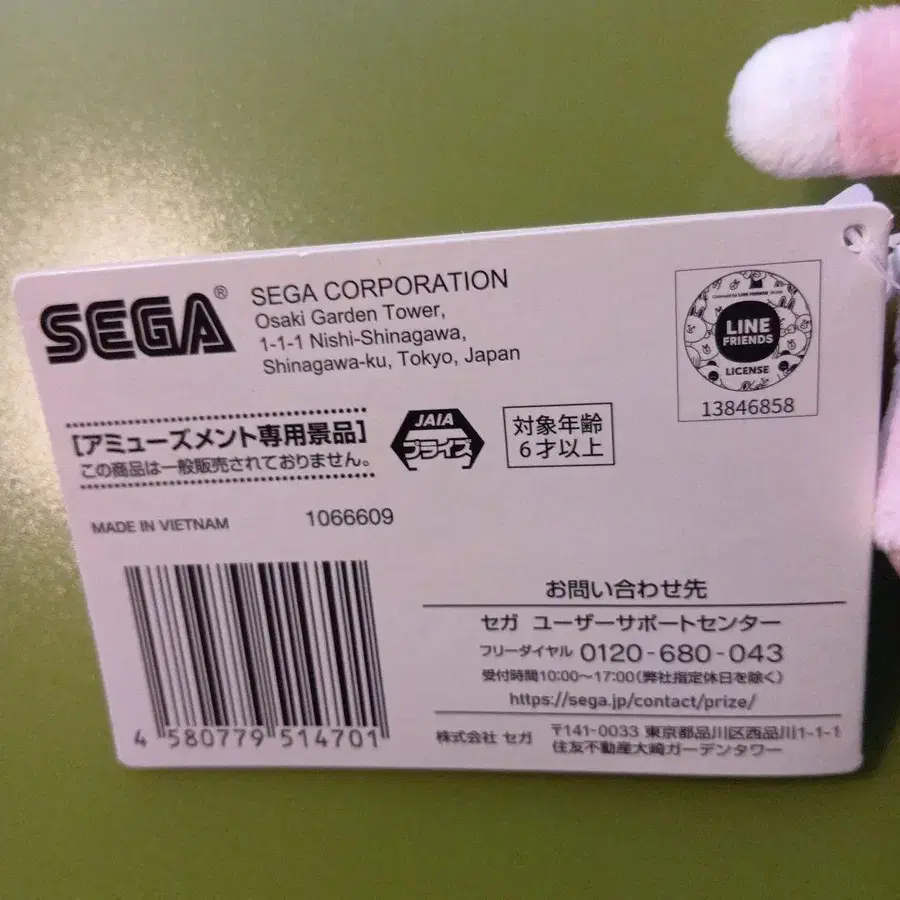 SEGA®
SEGA CORPORATION
Osaki Garden Tower,
1-1-1 Nishi-Shinagawa,
Shinagawa-ku, Tokyo, Japan
LINE
FRIENDS
LICENSE
13846858
[アミューズメント専用景品]
この商品は一般販売されておりません。
JAIA
プライズ
対象年齢
6才以上
MADE IN VIETNAM
1066609
4 580779 514701
お問い合わせ先
セガ ユーザーサポートセンター
フリーダイヤル 0120-680-043
受付時間10:00〜17:00(弊社指定休日を除く)
https://sega.jp/contact/prize/
株式会社 セガ
〒141-0033 東京都品川区西品川1-1-1
住友不動産大崎ガーデンタワー